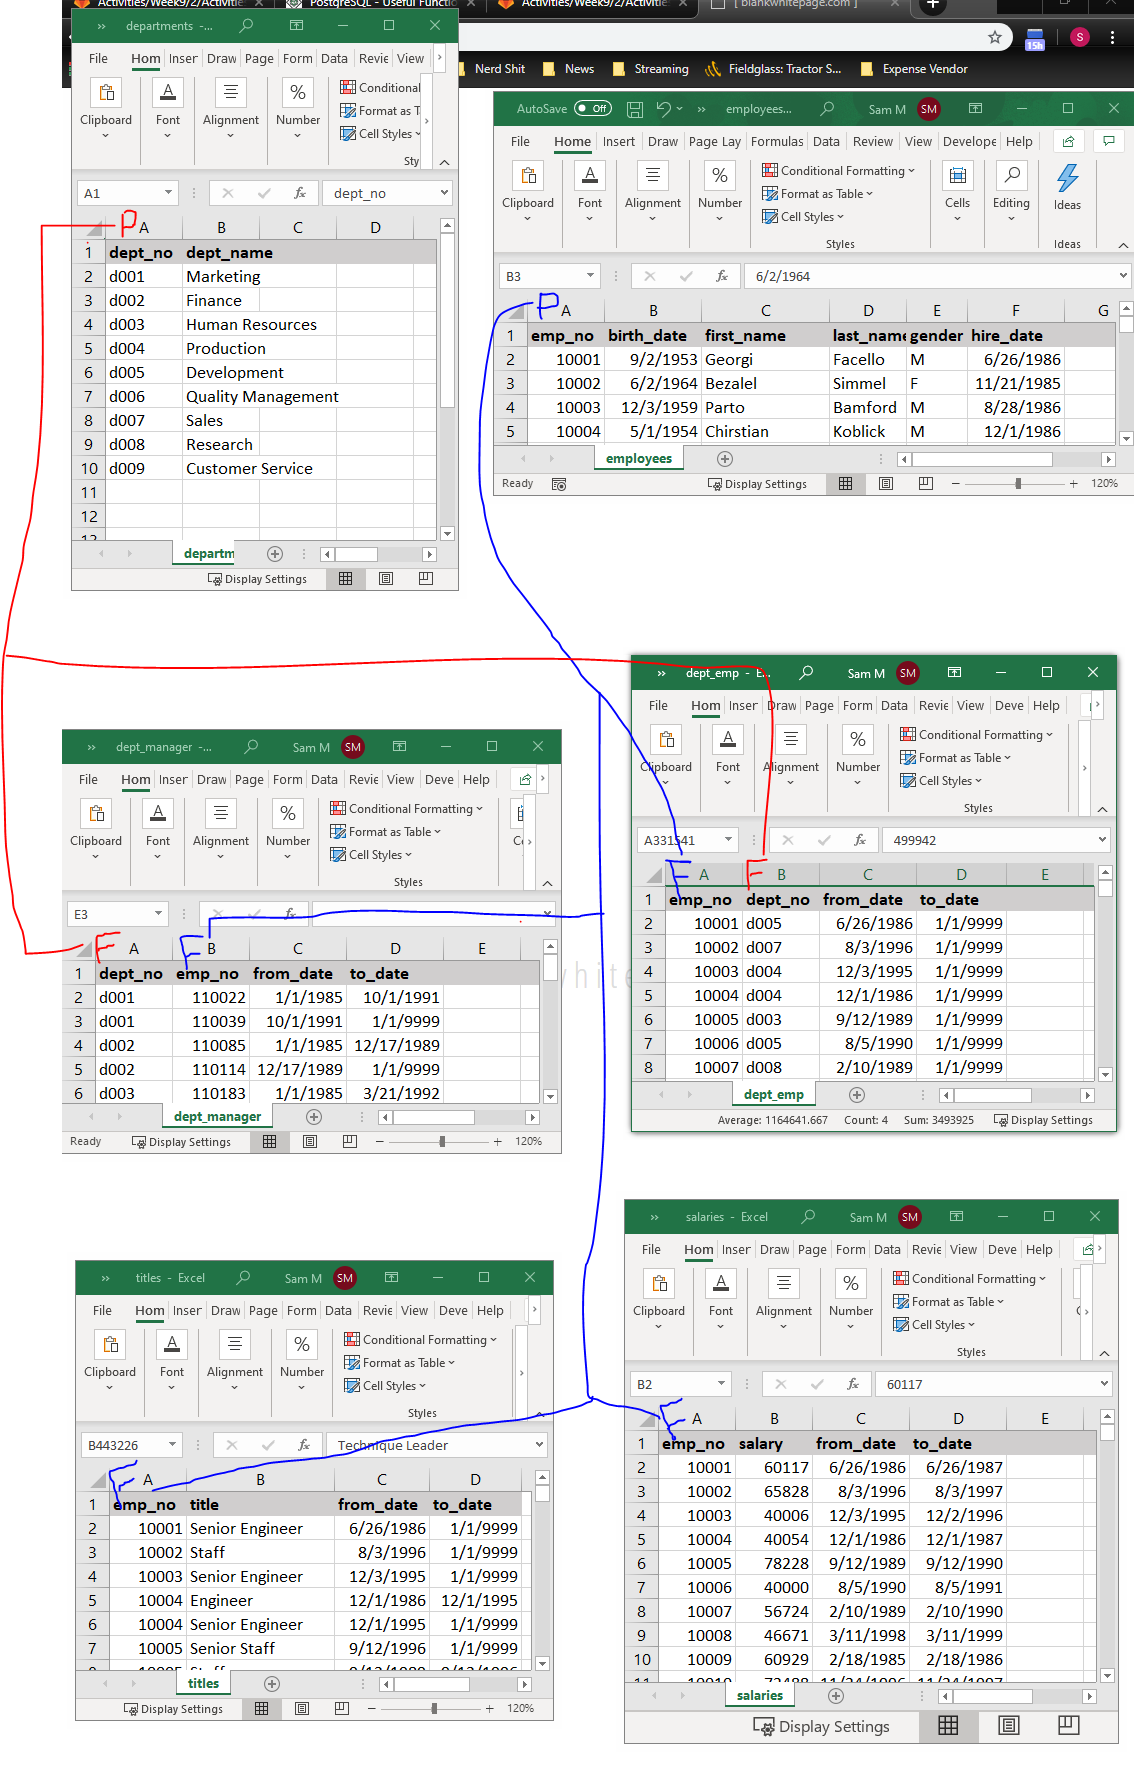 Activities/Week9/2/Activities
PostgreSQL - Useful Functio
Activities/Week9/2/Activitie
[ blankwhitepage.com ]
15h
S
Nerd Shit News Streaming Fieldglass: Tractor S... Expense Vendor
departments -...
File Hom Inser Draw Page Form Data Revie View
Clipboard Font Alignment Number
Conditional F
Format as T
Cell Styles
Sty
A1 fx dept_no
P
A B C D
1 dept_no dept_name
2 d001 Marketing
3 d002 Finance
4 d003 Human Resources
5 d004 Production
6 d005 Development
7 d006 Quality Management
8 d007 Sales
9 d008 Research
10 d009 Customer Service
11
12
13
departm
Display Settings
AutoSave Off employees... Sam M SM
File Home Insert Draw Page Lay Formulas Data Review View Develope Help
Clipboard Font Alignment Number
Conditional Formatting
Format as Table
Cell Styles
Styles
Cells Editing Ideas
Ideas
B3 fx 6/2/1964
P
A B C D E F G
1 emp_no birth_date first_name last_name gender hire_date
2 10001 9/2/1953 Georgi Facello M 6/26/1986
3 10002 6/2/1964 Bezalel Simmel F 11/21/1985
4 10003 12/3/1959 Parto Bamford M 8/28/1986
5 10004 5/1/1954 Chirstian Koblick M 12/1/1986
employees
Ready Display Settings 120%
dept_manager -... Sam M SM
File Hom Inser Draw Page Form Data Revie View Deve Help
Clipboard Font Alignment Number
Conditional Formatting
Format as Table
Cell Styles
Styles
E3 fx
F F
A B C D E
1 dept_no emp_no from_date to_date
2 d001 110022 1/1/1985 10/1/1991
3 d001 110039 10/1/1991 1/1/9999
4 d002 110085 1/1/1985 12/17/1989
5 d002 110114 12/17/1989 1/1/9999
6 d003 110183 1/1/1985 3/21/1992
dept_manager
Ready Display Settings 120%
white
dept_emp - E... Sam M SM
File Hom Inser Draw Page Form Data Revie View Deve Help
Clipboard Font Alignment Number
Conditional Formatting
Format as Table
Cell Styles
Styles
A331541 fx 499942
F F
A B C D E
1 emp_no dept_no from_date to_date
2 10001 d005 6/26/1986 1/1/9999
3 10002 d007 8/3/1996 1/1/9999
4 10003 d004 12/3/1995 1/1/9999
5 10004 d004 12/1/1986 1/1/9999
6 10005 d003 9/12/1989 1/1/9999
7 10006 d005 8/5/1990 1/1/9999
8 10007 d008 2/10/1989 1/1/9999
dept_emp
Average: 1164641.667 Count: 4 Sum: 3493925 Display Settings
titles - Excel Sam M SM
File Hom Inser Draw Page Form Data Revie View Deve Help
Clipboard Font Alignment Number
Conditional Formatting
Format as Table
Cell Styles
Styles
B443226 fx Technique Leader
F
A B C D
1 emp_no title from_date to_date
2 10001 Senior Engineer 6/26/1986 1/1/9999
3 10002 Staff 8/3/1996 1/1/9999
4 10003 Senior Engineer 12/3/1995 1/1/9999
5 10004 Engineer 12/1/1986 12/1/1995
6 10004 Senior Engineer 12/1/1995 1/1/9999
7 10005 Senior Staff 9/12/1996 1/1/9999
titles
Display Settings 120%
salaries - Excel Sam M SM
File Hom Inser Draw Page Form Data Revie View Deve Help
Clipboard Font Alignment Number
Conditional Formatting
Format as Table
Cell Styles
Styles
B2 fx 60117
F
A B C D E
1 emp_no salary from_date to_date
2 10001 60117 6/26/1986 6/26/1987
3 10002 65828 8/3/1996 8/3/1997
4 10003 40006 12/3/1995 12/2/1996
5 10004 40054 12/1/1986 12/1/1987
6 10005 78228 9/12/1989 9/12/1990
7 10006 40000 8/5/1990 8/5/1991
8 10007 56724 2/10/1989 2/10/1990
9 10008 46671 3/11/1998 3/11/1999
10 10009 60929 2/18/1985 2/18/1986
11 10010 72488 11/24/1996 11/24/1997
salaries
Display Settings